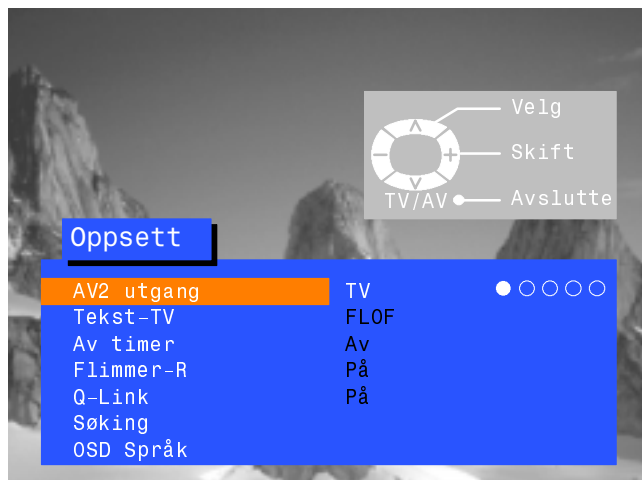 Velg
Skift
TV/AV Avslutte
Oppsett
AV2 utgang TV
Tekst-TV FLOF
Av timer Av
Flimmer-R På
Q-Link På
Søking
OSD Språk